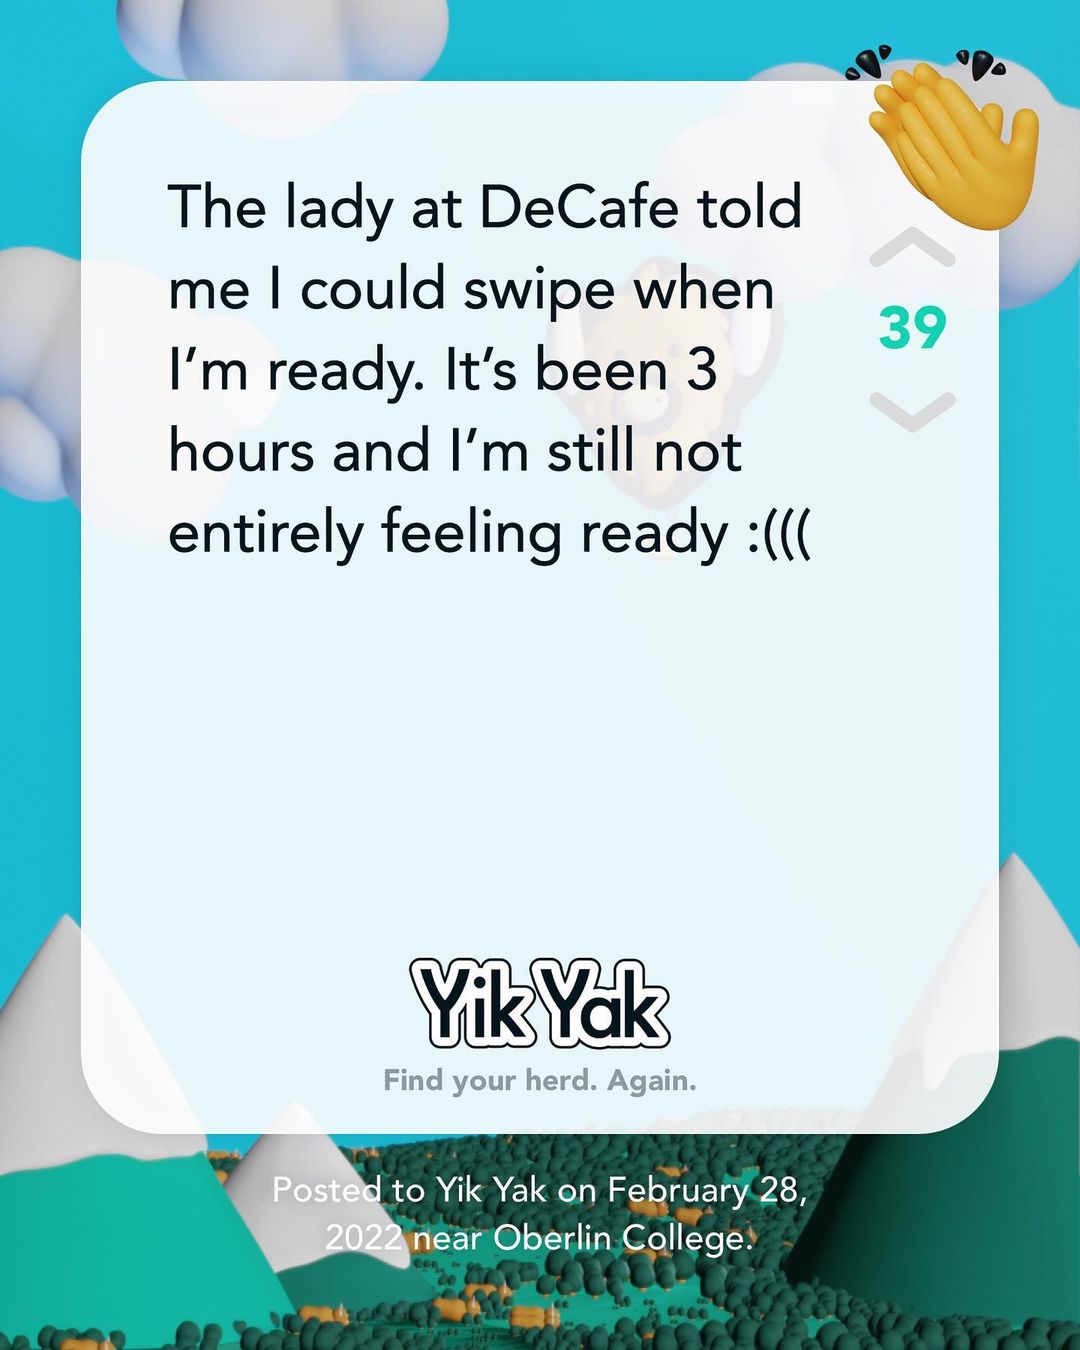 The lady at DeCafe told
me I could swipe when
I’m ready. It’s been 3
hours and I’m still not
entirely feeling ready :(((
39
Yik Yak
Find your herd. Again.
Posted to Yik Yak on February 28,
2022 near Oberlin College.